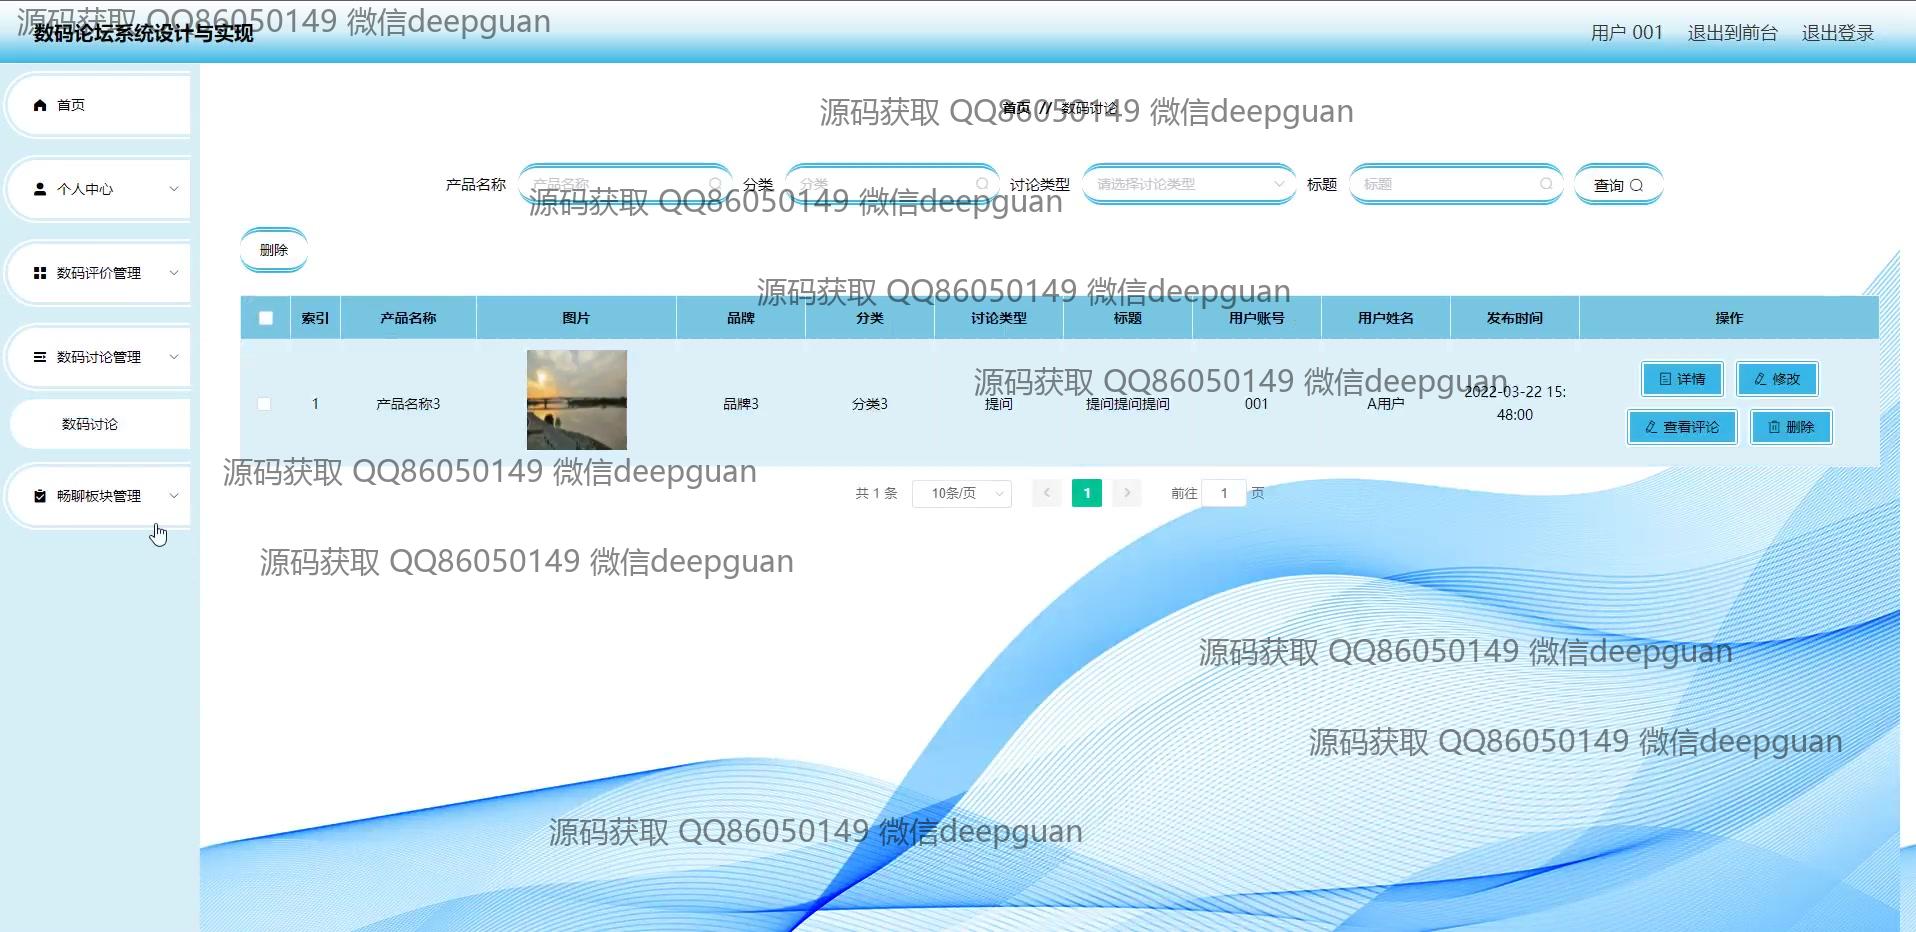 源码获取 QQ86050149 微信deepguan
数码论坛系统设计与实现
用户 001 退出到前台 退出登录
首页
个人中心
数码评价管理
数码讨论管理
数码讨论
畅聊板块管理
源码获取 QQ86050149 微信deepguan
首页 // 数码讨论
产品名称 产品名称 分类 分类 讨论类型 请选择讨论类型 标题 标题 查询
源码获取 QQ86050149 微信deepguan
删除
源码获取 QQ86050149 微信deepguan
索引 产品名称 图片 品牌 分类 讨论类型 标题 用户账号 用户姓名 发布时间 操作
源码获取 QQ86050149 微信deepguan
1 产品名称3 品牌3 分类3 提问 提问提问提问 001 A用户 2022-03-22 15:
48:00
详情 修改
查看评论 删除
源码获取 QQ86050149 微信deepguan
共 1 条 10条/页 1 前往 1 页
源码获取 QQ86050149 微信deepguan
源码获取 QQ86050149 微信deepguan
源码获取 QQ86050149 微信deepguan
源码获取 QQ86050149 微信deepguan